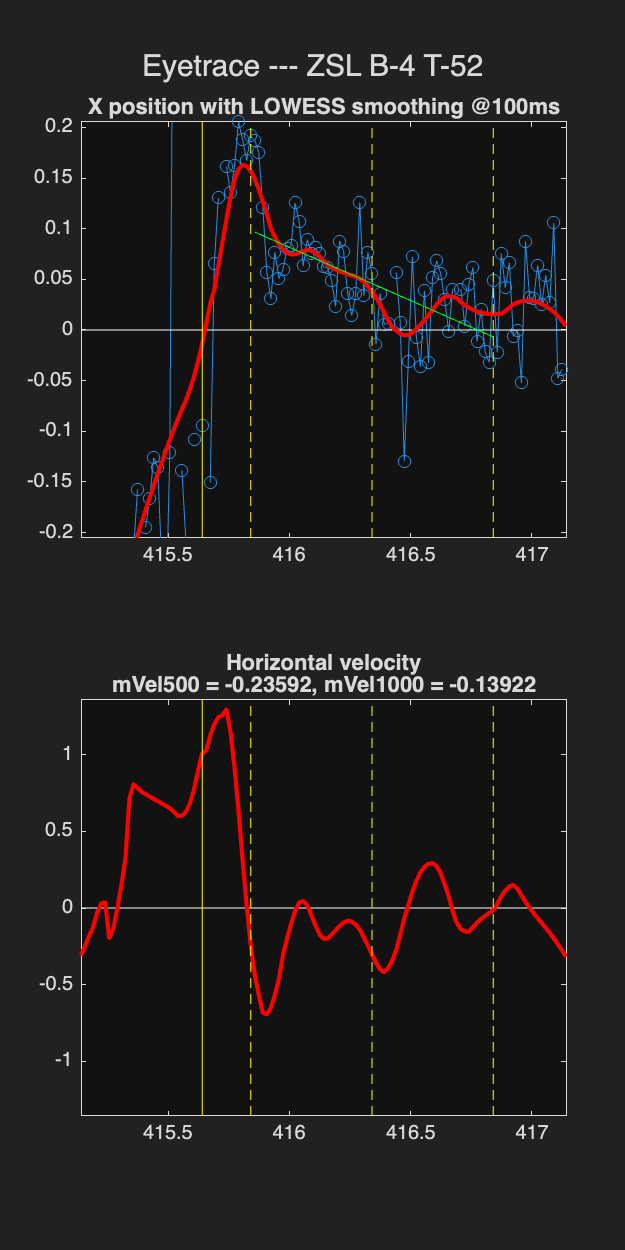 Eyetrace --- ZSL B-4 T-52
X position with LOWESS smoothing @100ms
0.2
0.15
0.1
0.05
0
-0.05
-0.1
-0.15
-0.2
415.5 416 416.5 417
Horizontal velocity
mVel500 = -0.23592, mVel1000 = -0.13922
1
0.5
0
-0.5
-1
415.5 416 416.5 417